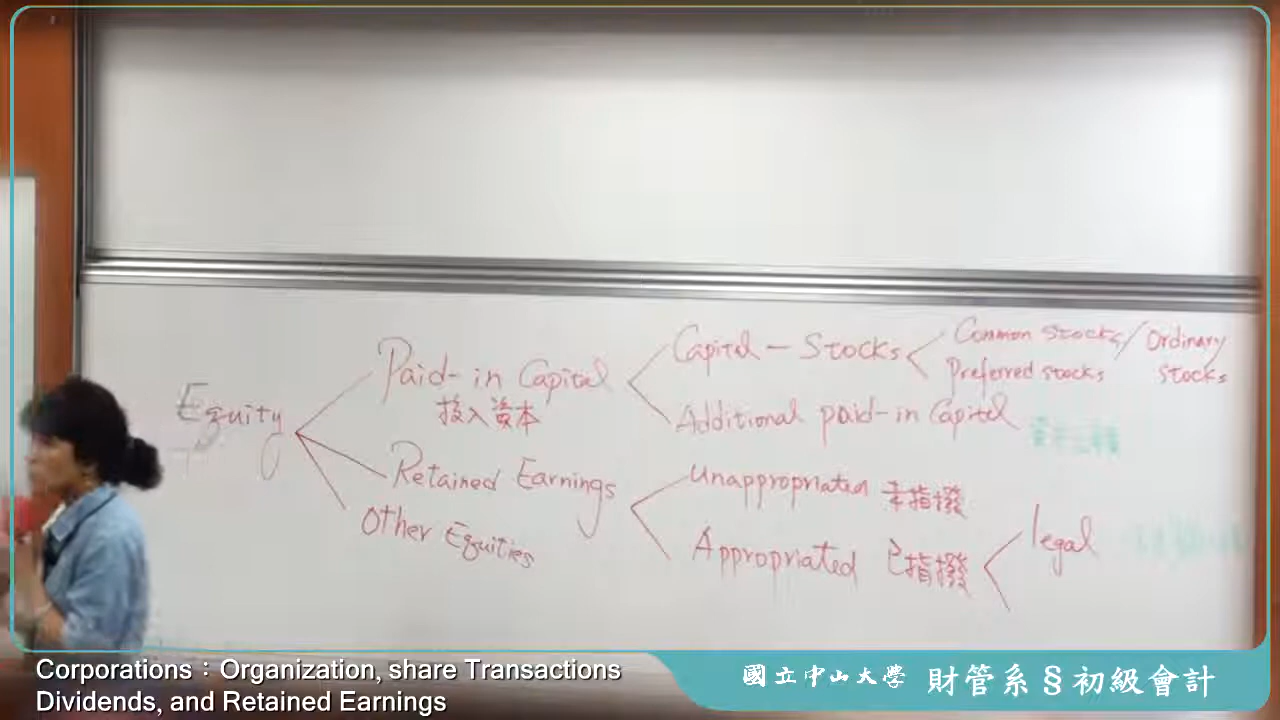 Equity
Paid-in Capital
投入資本
Capital - Stocks
Common stocks / Ordinary stocks
Preferred stocks
Additional paid-in Capital
Retained Earnings
Unappropriated 未指撥
Appropriated 已指撥
legal
Other Equities
Corporations：Organization, share Transactions
Dividends, and Retained Earnings
國立中山大學 財管系§初級會計